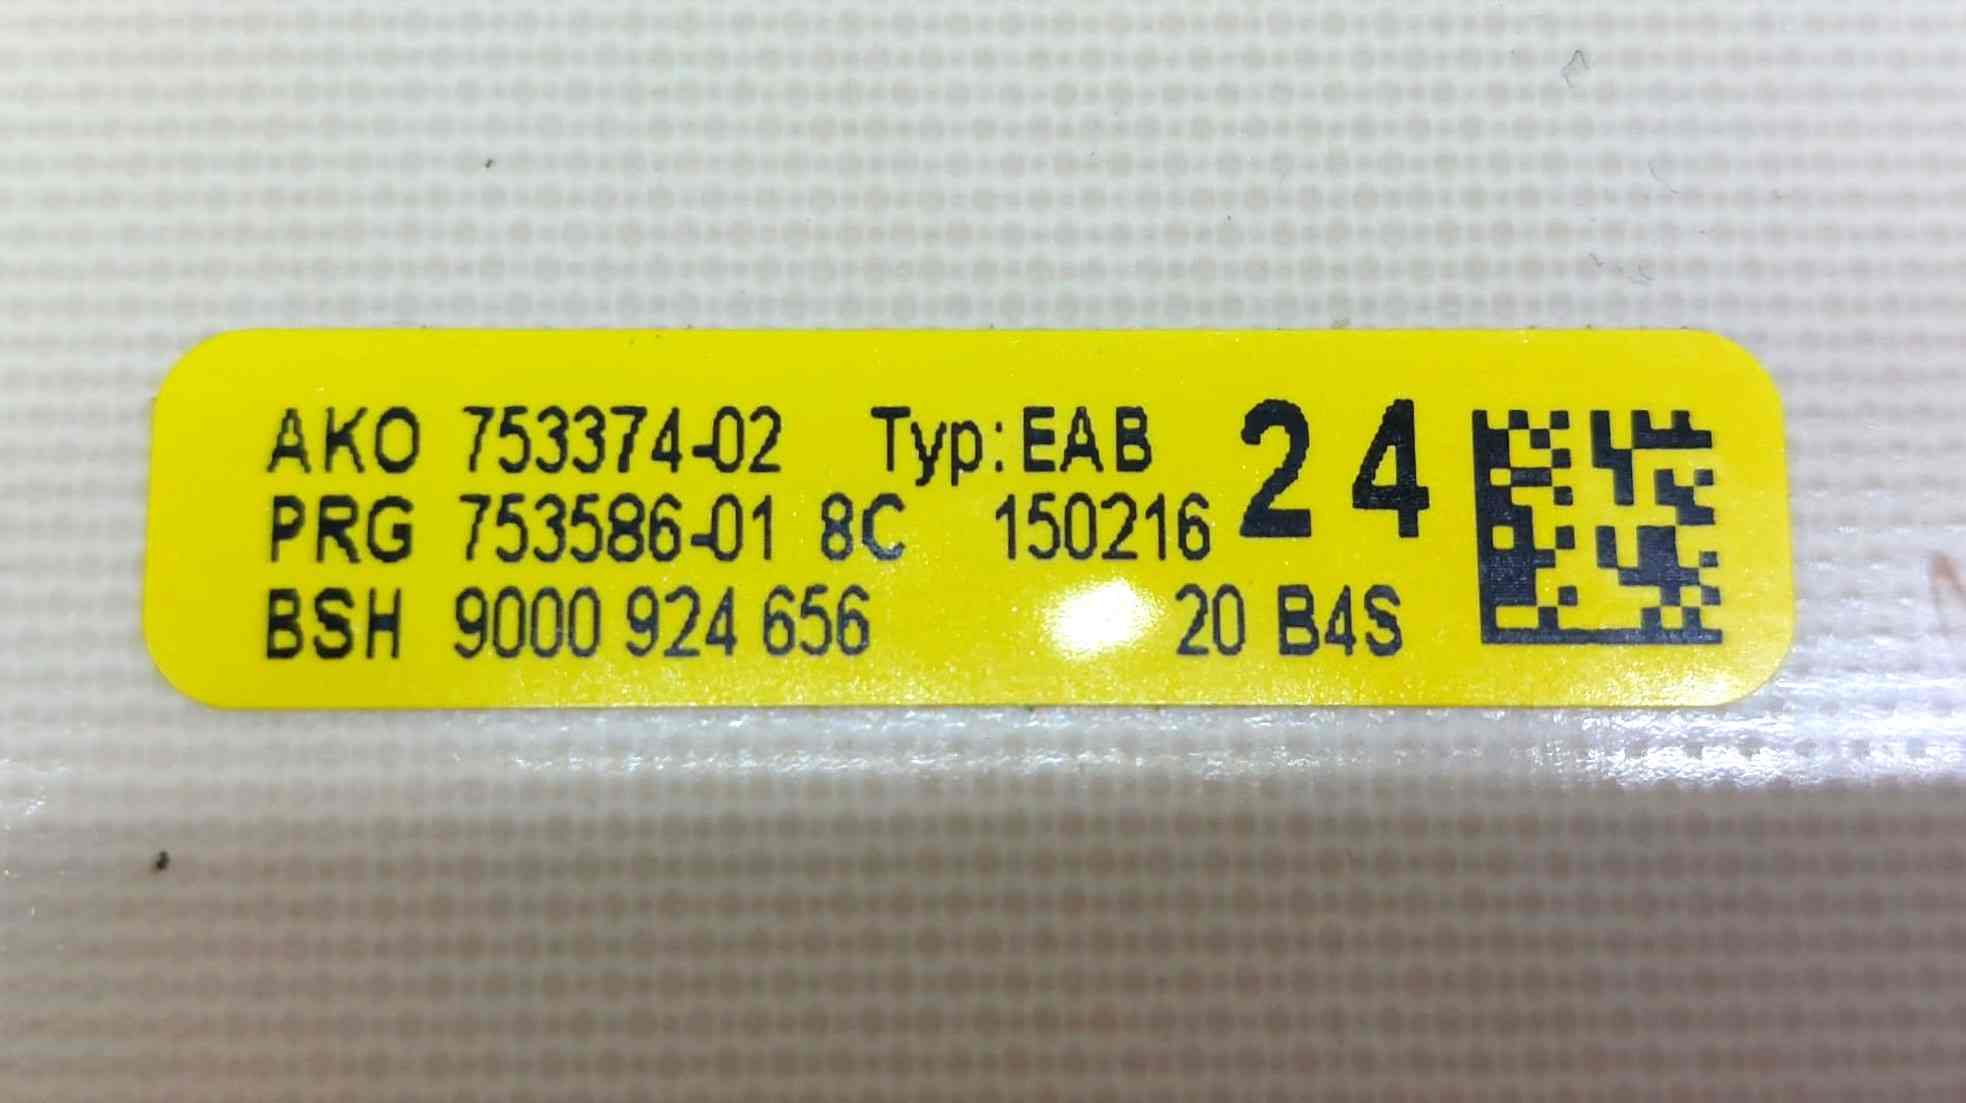 AKO 753374-02 Typ:EAB 24
PRG 753586-01 8C 150216
BSH 9000 924 656 20 B4S